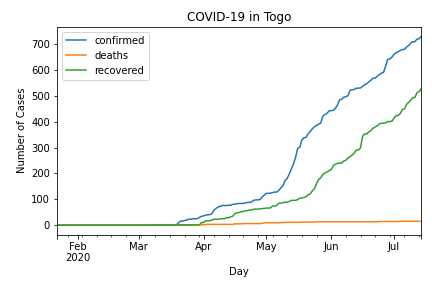 COVID-19 in Togo
confirmed
deaths
recovered
Number of Cases
700
600
500
400
300
200
100
0
Feb Mar Apr May Jun Jul
2020
Day